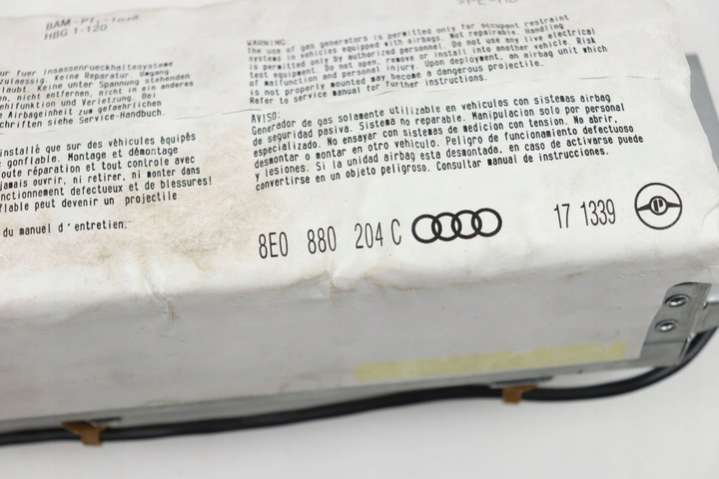 BAM - PT
HBG 1-120
WARNING:
The use of gas generators is permitted only for occupant restraint
systems in vehicles equipped with airbags. Not repairable. Handling
is permitted only by authorized personnel. Do not use any live electrical
test equipment. Do not open, remove or install into another vehicle. Risk
of malfunction and personal injury. Upon deployment, an airbag unit which
is not properly mounted may become a dangerous projectile.
Refer to service manual for further instructions.
AVISO:
Generador de gas solamente utilizable en vehiculos con sistemas airbag
de seguridad pasiva. Sistema no reparable. Manipulacion solo por personal
especializado. No ensayar con sistemas de medicion con tension. No abrir,
desmontar o montar en otro vehiculo. Peligro de funcionamiento defectuoso
y lesiones. Si la unidad airbag esta desmontada, en caso de activarse puede
convertirse en un objeto peligroso. Consultar manual de instrucciones.
ur fuer Insassenrueckhaltesysteme
zulaessig. Keine Reparatur. Umgang
laubt. Keine unter Spannung stehenden
en, nicht entfernen, nicht in ein anderes
ehlfunktion und Verletzung. Bei
e Airbageinheit zum gefaehrlichen
chriften siehe Service-Handbuch.
installé que sur des véhicules équipés
gonflable. Montage et démontage
oute réparation et tout controle avec
jamais ouvrir, ni retirer, ni monter dans
nctionnement defectueux et de blessures!
flable peut devenir un projectile
du manuel d'entretien.
8E0 880 204 C
17 1339